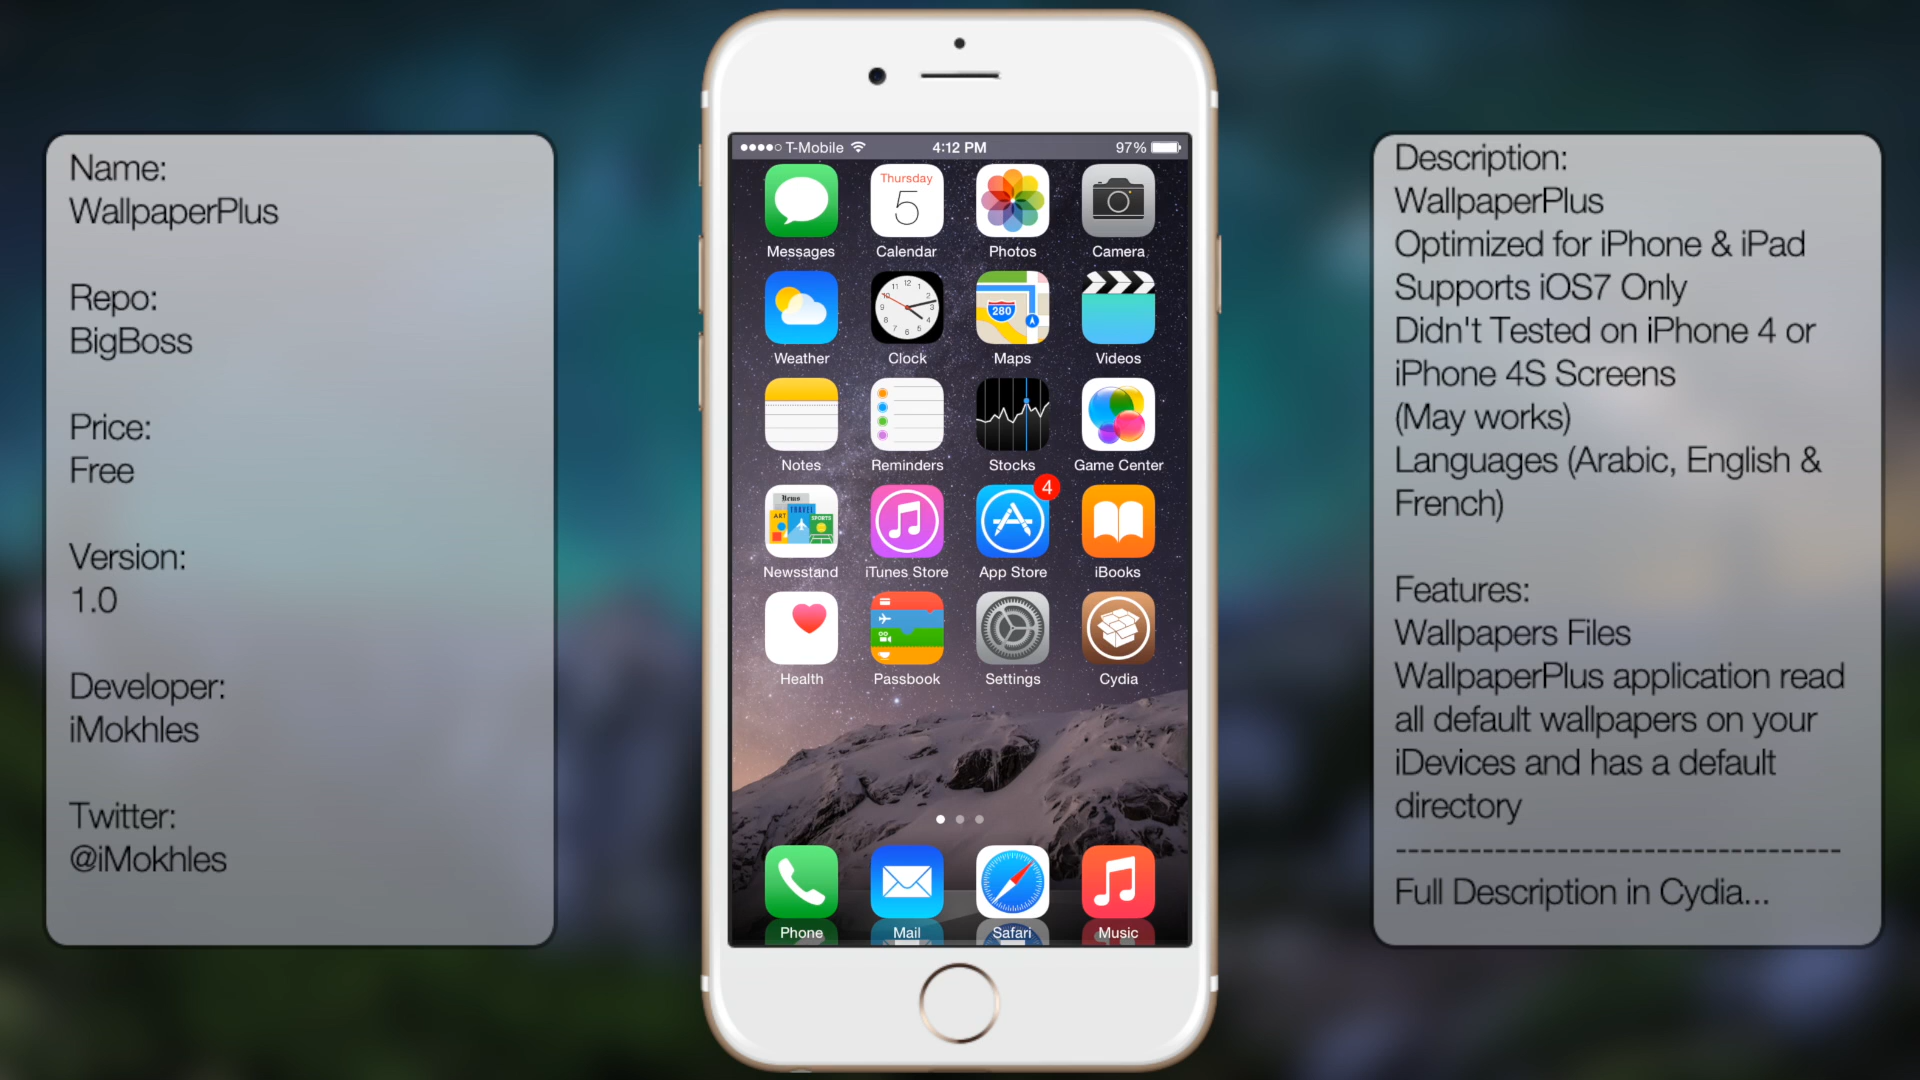 Name:
WallpaperPlus
Repo:
BigBoss
Price:
Free
Version:
1.0
Developer:
iMokhles
Twitter:
@iMokhles
T-Mobile 4:12 PM 97%
Thursday
5
Messages Calendar Photos Camera
280
Weather Clock Maps Videos
Notes Reminders Stocks Game Center
4
News
ART TRAVEL SPORTS
Newsstand iTunes Store App Store iBooks
Health Passbook Settings Cydia
Phone Mail Safari Music
Description:
WallpaperPlus
Optimized for iPhone & iPad
Supports iOS7 Only
Didn't Tested on iPhone 4 or
iPhone 4S Screens
(May works)
Languages (Arabic, English &
French)
Features:
Wallpapers Files
WallpaperPlus application read
all default wallpapers on your
iDevices and has a default
directory
-----------------------------------
Full Description in Cydia...